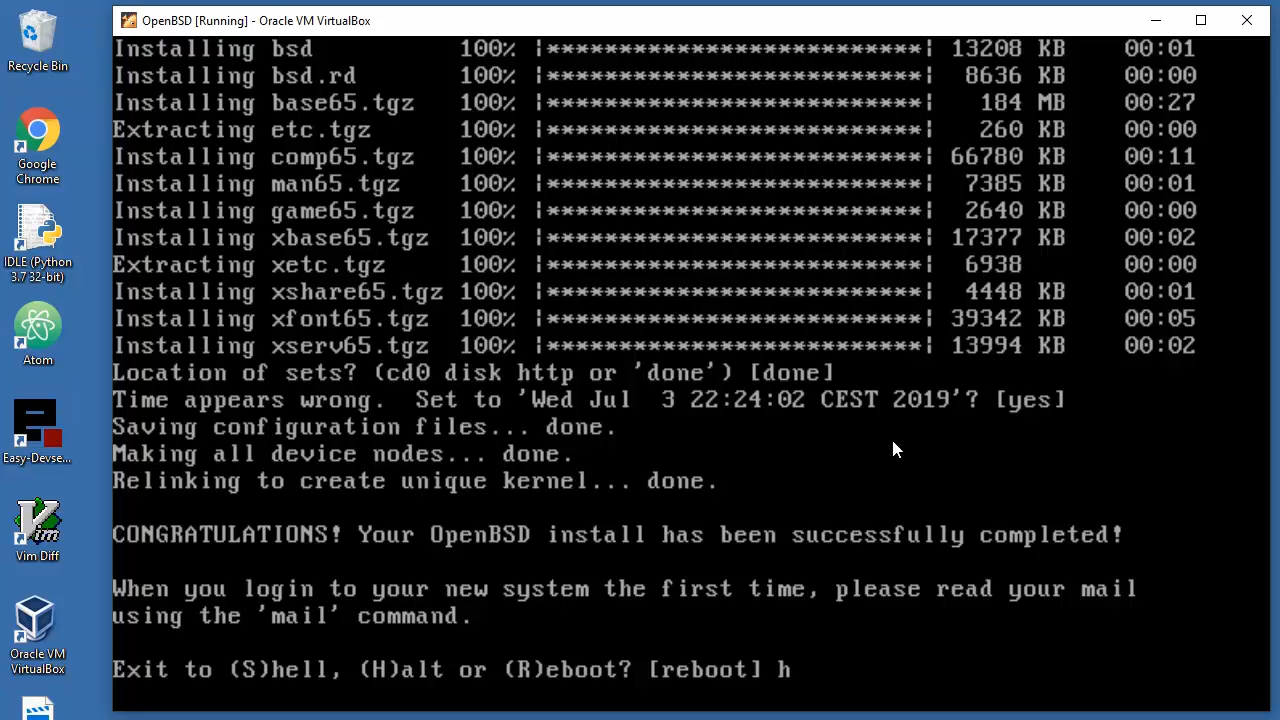 OpenBSD [Running] - Oracle VM VirtualBox
Recycle Bin
Google
Chrome
IDLE (Python
3.7 32-bit)
Atom
Easy-Devse...
Vim Diff
Oracle VM
VirtualBox
Installing bsd 100% |**************************| 13208 KB 00:01
Installing bsd.rd 100% |**************************| 8636 KB 00:00
Installing base65.tgz 100% |**************************| 184 MB 00:27
Extracting etc.tgz 100% |**************************| 260 KB 00:00
Installing comp65.tgz 100% |**************************| 66780 KB 00:11
Installing man65.tgz 100% |**************************| 7385 KB 00:01
Installing game65.tgz 100% |**************************| 2640 KB 00:00
Installing xbase65.tgz 100% |**************************| 17377 KB 00:02
Extracting xetc.tgz 100% |**************************| 6938 00:00
Installing xshare65.tgz 100% |**************************| 4448 KB 00:01
Installing xfont65.tgz 100% |**************************| 39342 KB 00:05
Installing xserv65.tgz 100% |**************************| 13994 KB 00:02
Location of sets? (cd0 disk http or 'done') [done]
Time appears wrong. Set to 'Wed Jul 3 22:24:02 CEST 2019'? [yes]
Saving configuration files... done.
Making all device nodes... done.
Relinking to create unique kernel... done.
CONGRATULATIONS! Your OpenBSD install has been successfully completed!
When you login to your new system the first time, please read your mail
using the 'mail' command.
Exit to (S)hell, (H)alt or (R)eboot? [reboot] h